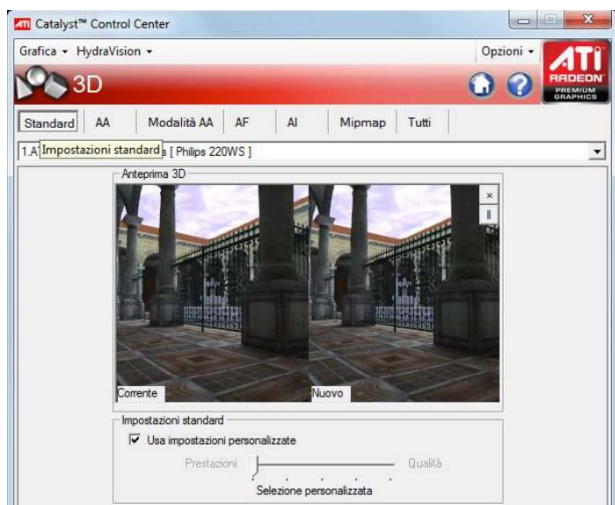 ATI Catalyst™ Control Center
Grafica HydraVision Opzioni
3D
ATI
RADEON
PREMIUM
GRAPHICS
Standard AA Modalità AA AF AI Mipmap Tutti
Impostazioni standard
[ Philips 220WS ]
Anteprima 3D
Corrente Nuovo
Impostazioni standard
Usa impostazioni personalizzate
Prestazioni Qualità
Selezione personalizzata